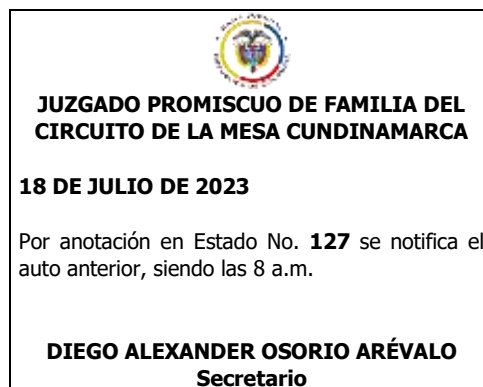 JUZGADO PROMISCUO DE FAMILIA DEL
CIRCUITO DE LA MESA CUNDINAMARCA
18 DE JULIO DE 2023
Por anotación en Estado No. 127 se notifica el
auto anterior, siendo las 8 a.m.
DIEGO ALEXANDER OSORIO ARÉVALO
Secretario